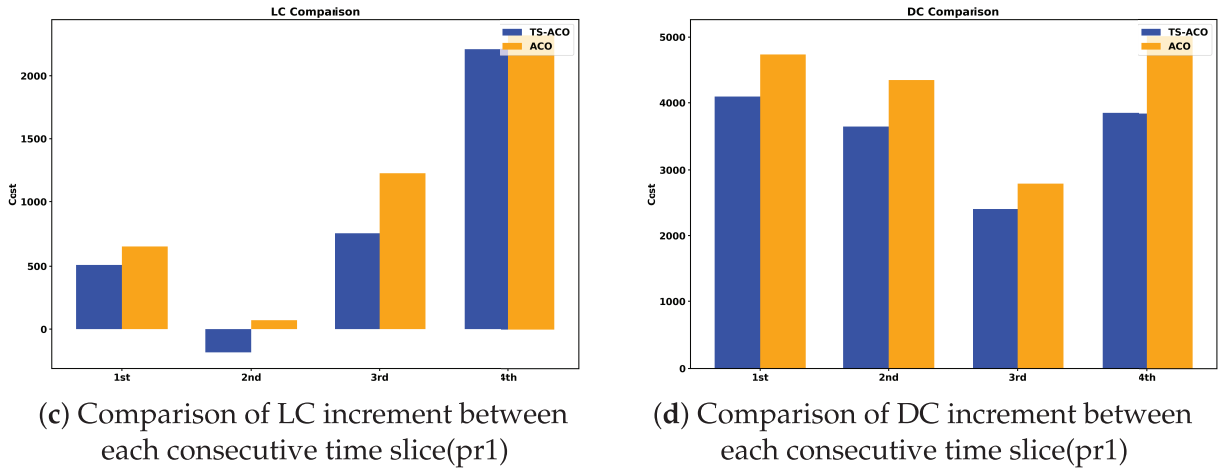 LC Comparison
TS-ACO
ACO
2000
1500
1000
500
0
Cost
1st 2nd 3rd 4th
(c) Comparison of LC increment between
each consecutive time slice(pr1)
DC Comparison
TS-ACO
ACO
5000
4000
3000
2000
1000
0
Cost
1st 2nd 3rd 4th
(d) Comparison of DC increment between
each consecutive time slice(pr1)